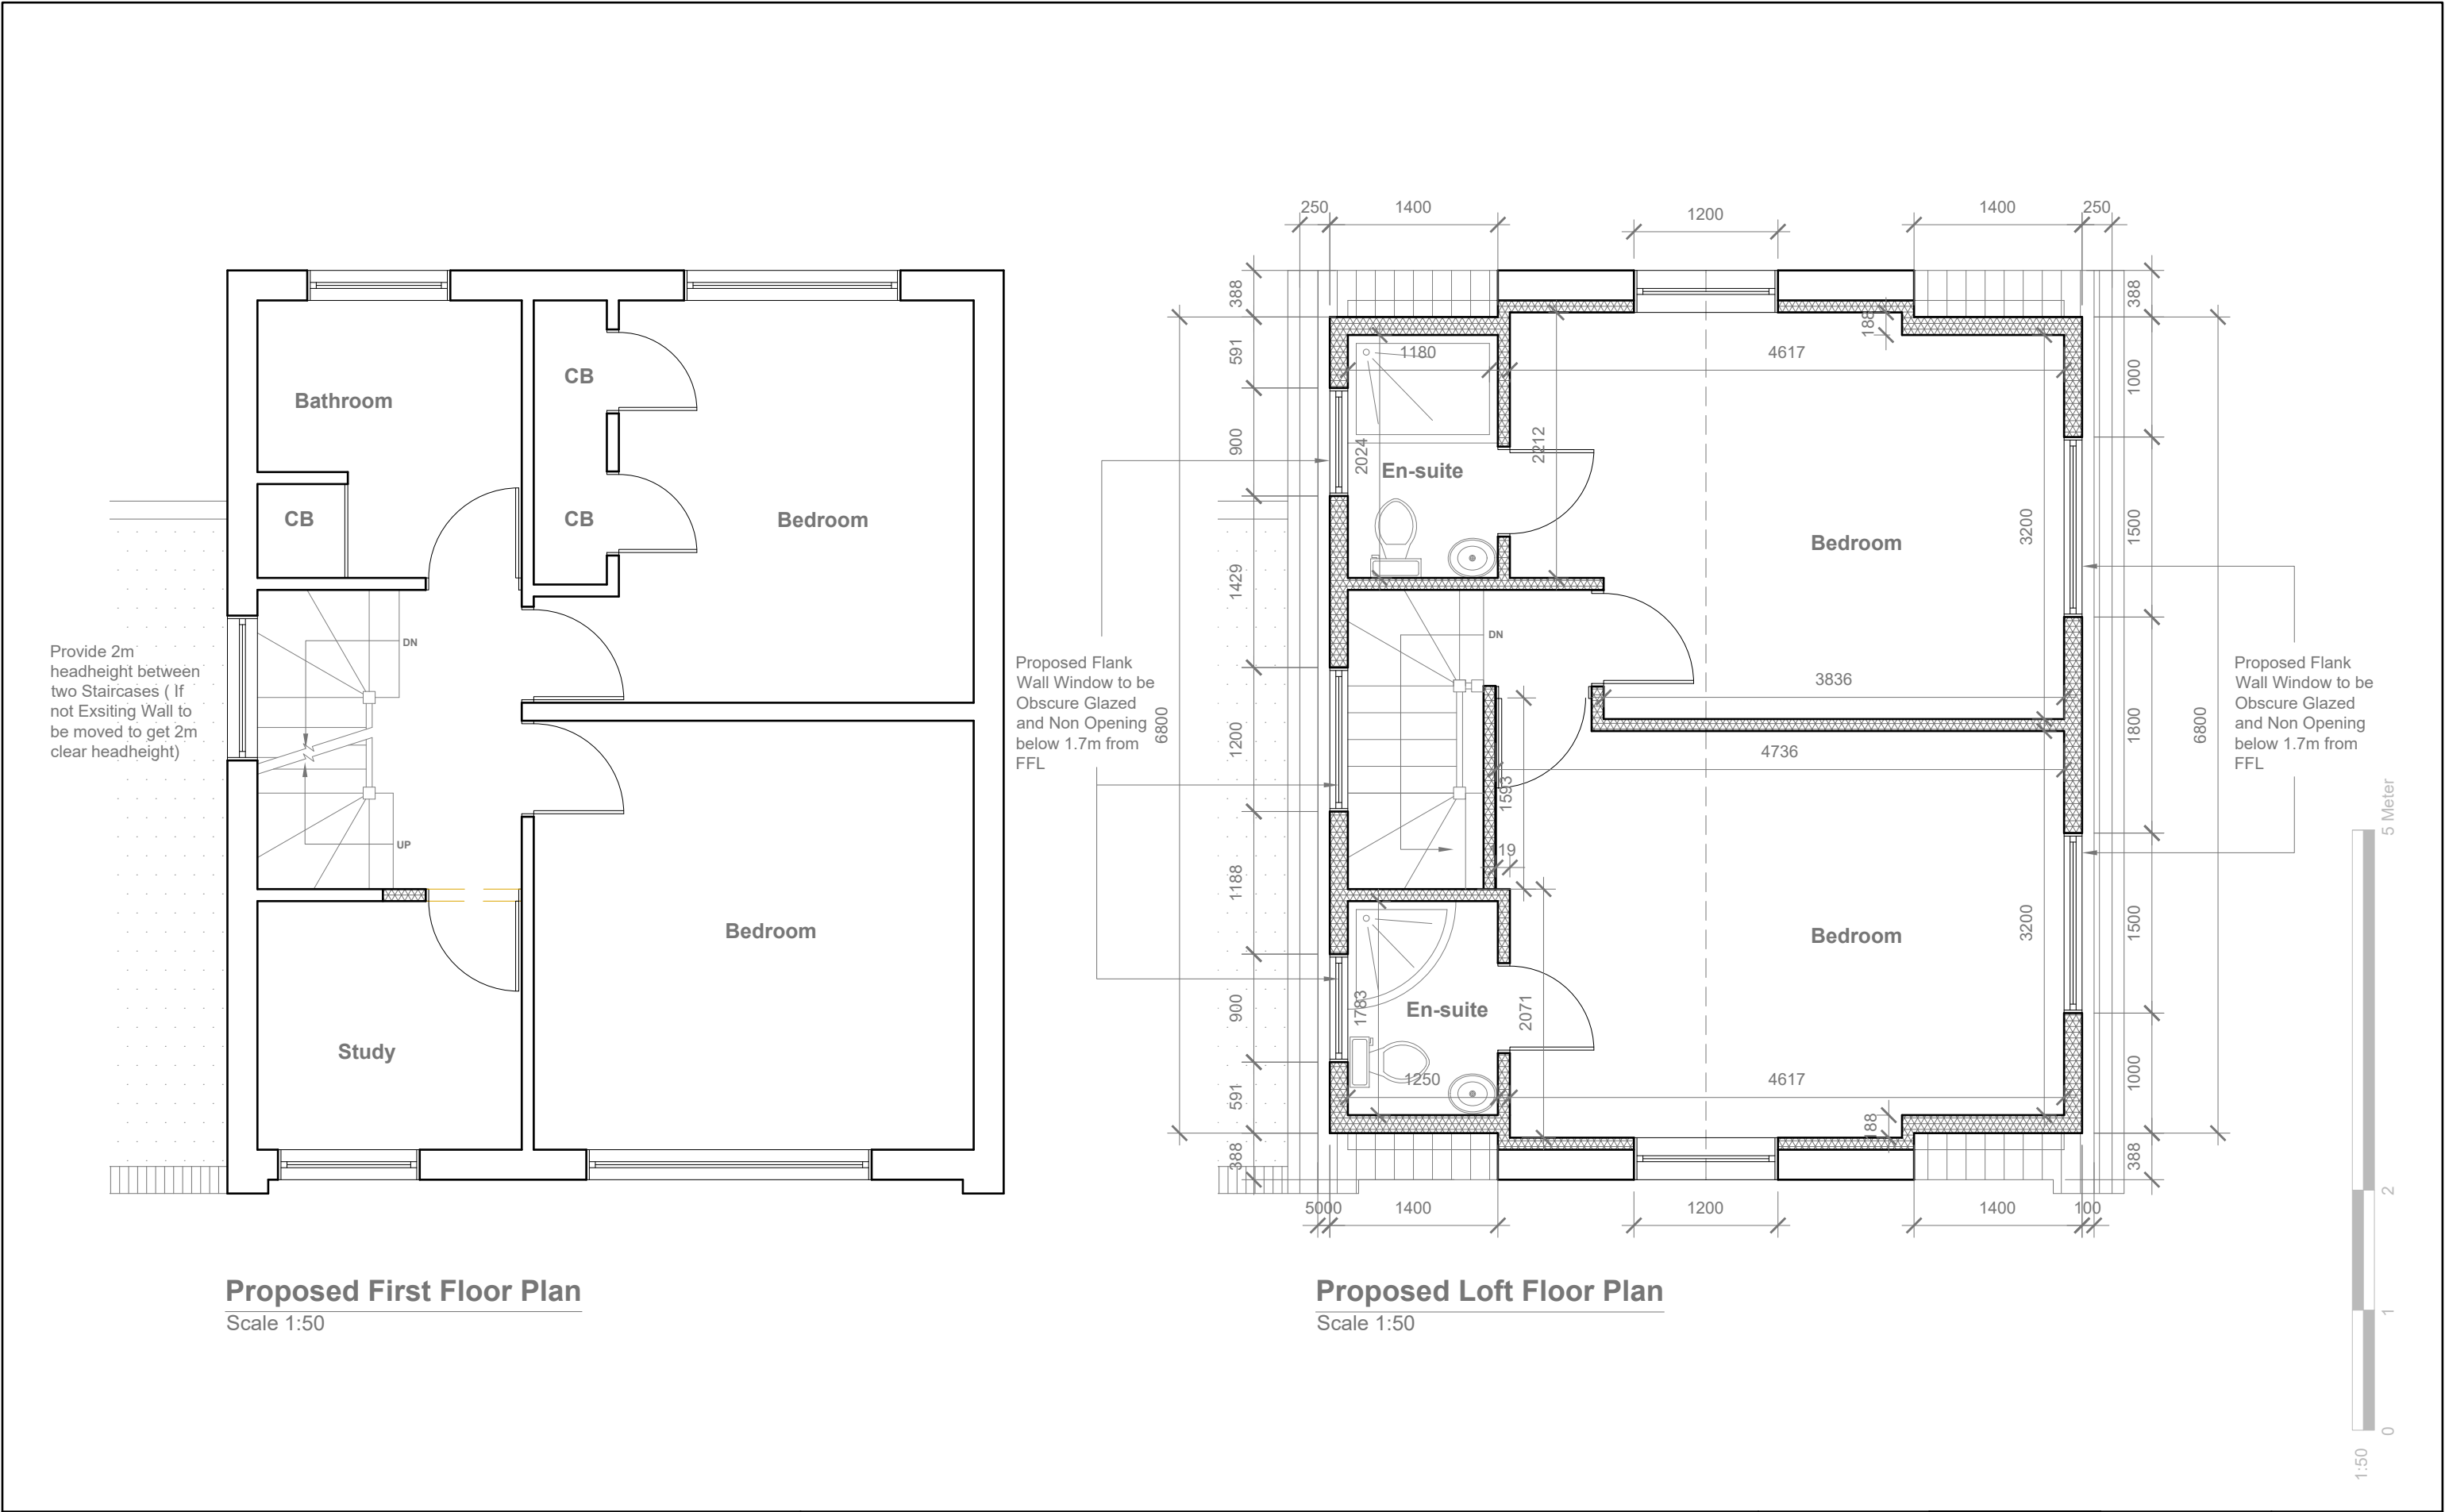 250
1400
1200
1400
250
388
388
591
1180
4617
188
1000
CB
Bathroom
900
2024
2212
En-suite
CB
CB
Bedroom
Bedroom
3200
1500
1429
DN
DN
Provide 2m
headheight between
two Staircases ( If
not Exsiting Wall to
be moved to get 2m
clear headheight)
Proposed Flank
Wall Window to be
Obscure Glazed
and Non Opening
below 1.7m from
FFL
6800
1200
3836
4736
1593
1800
6800
Proposed Flank
Wall Window to be
Obscure Glazed
and Non Opening
below 1.7m from
FFL
5 Meter
UP
119
1188
Bedroom
Bedroom
3200
1500
Study
900
1783
En-suite
2071
1250
4617
591
1000
188
388
388
5000
1400
1200
1400
100
2
1
0
1:50
Proposed First Floor Plan
Scale 1:50
Proposed Loft Floor Plan
Scale 1:50